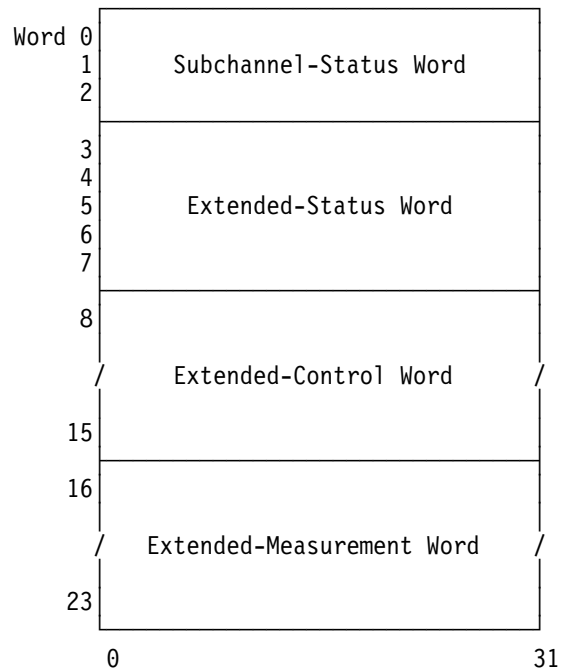 Word 0
1 Subchannel-Status Word
2
3
4
5 Extended-Status Word
6
7
8
/ Extended-Control Word /
15
16
/ Extended-Measurement Word /
23
0 31